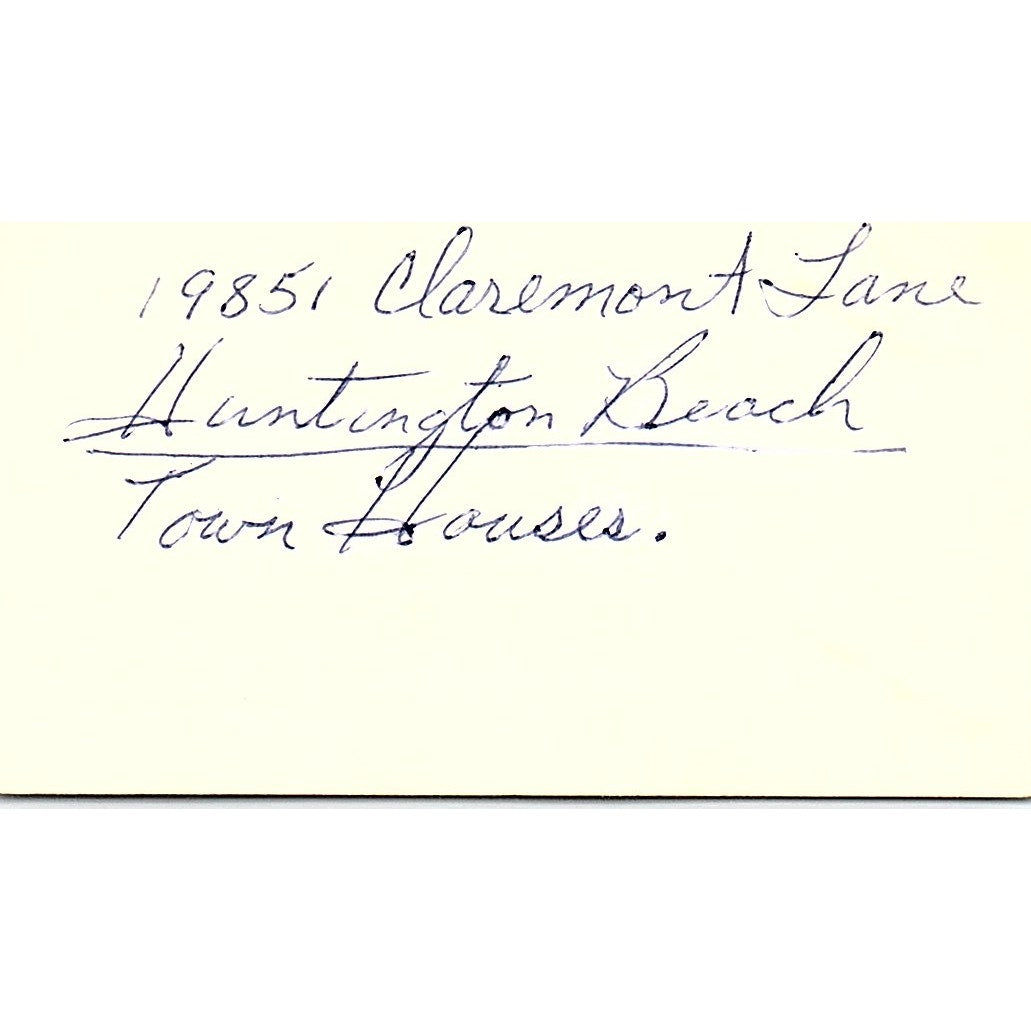 19851 Claremont Lane
Huntington Beach
Town Houses.